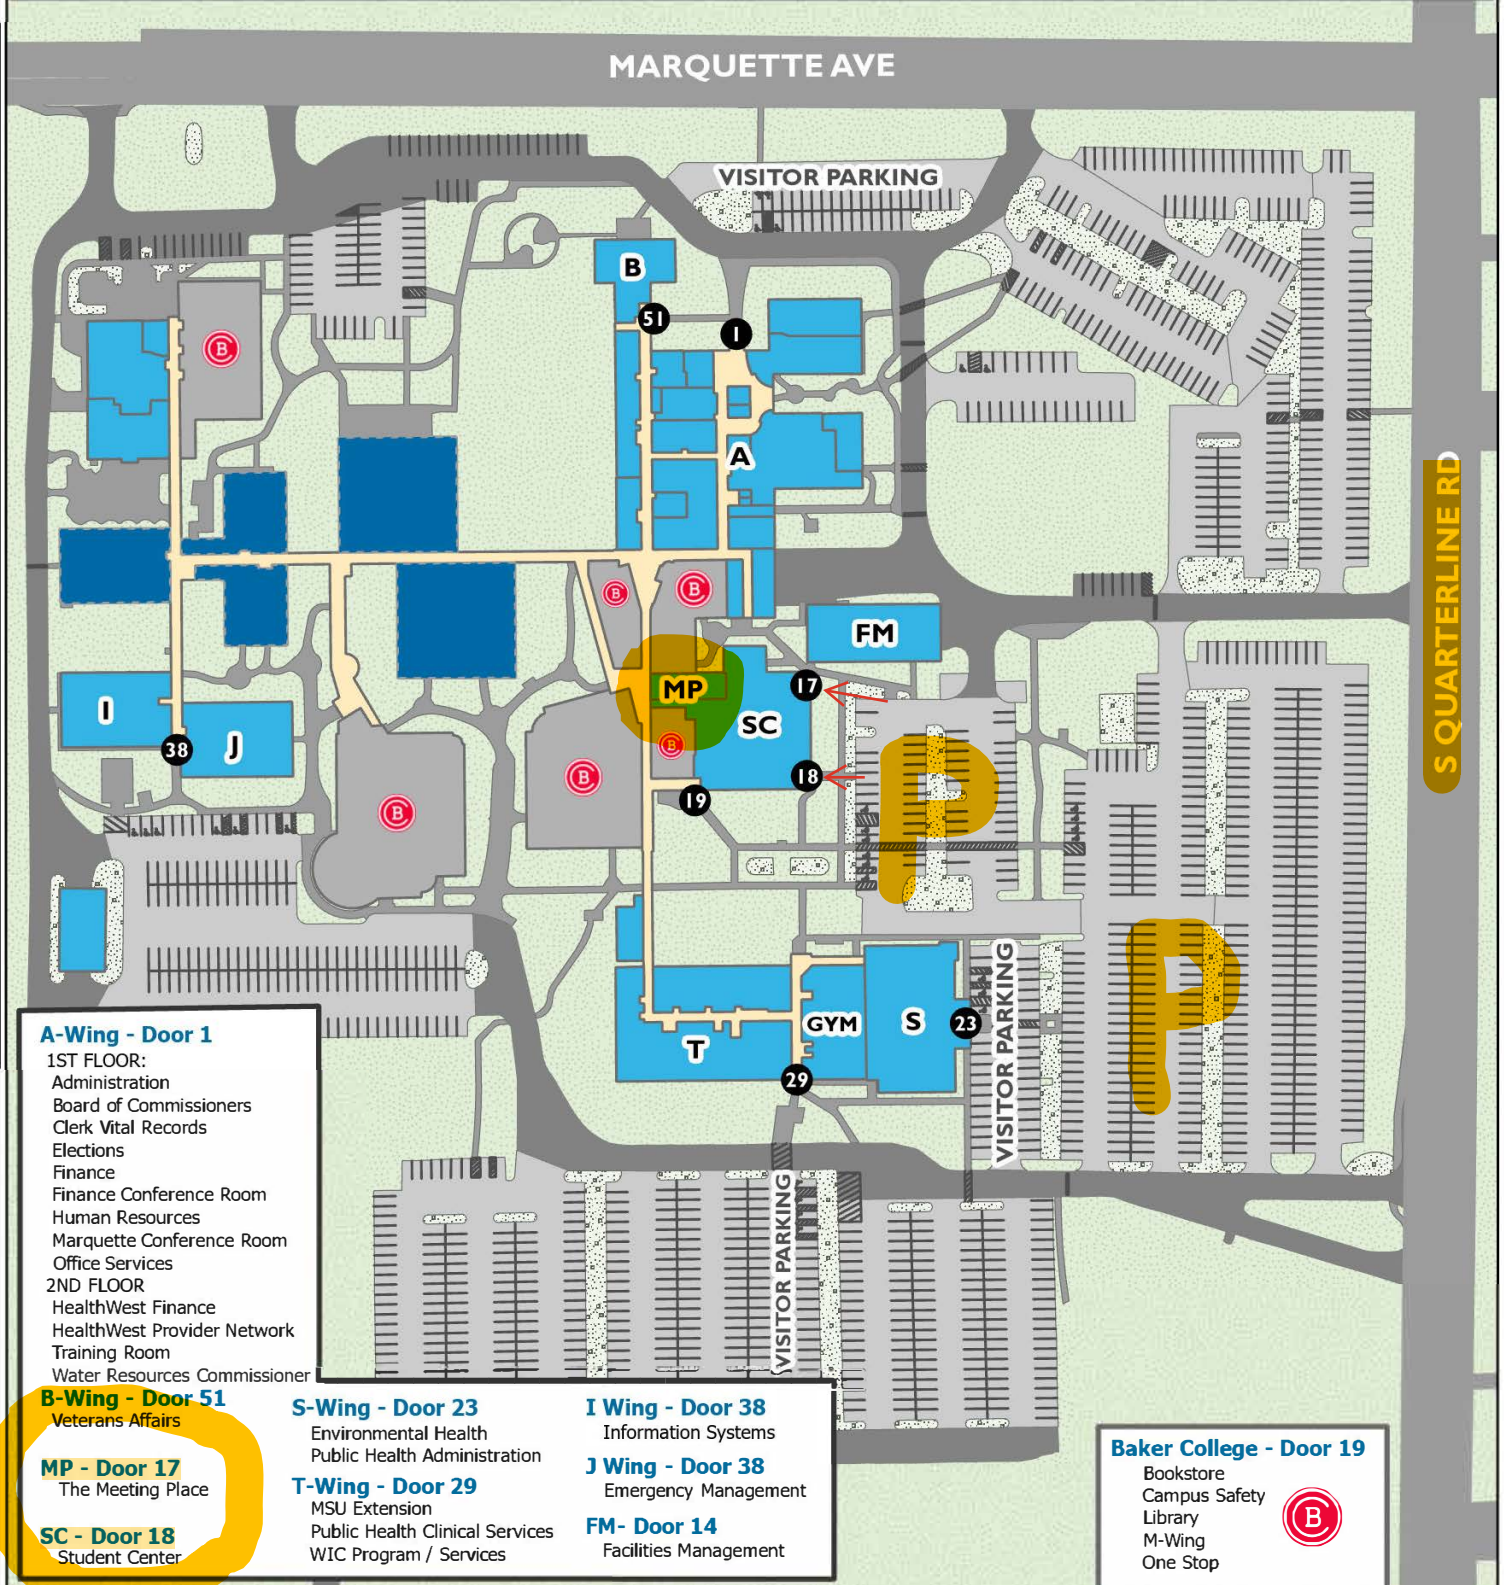 MARQUETTE AVE
VISITOR PARKING
B
51
1
B
A
S QUARTERLINE RD
B
B
FM
MP
17
I
SC
38
J
B
18
B
19
B
P
P
VISITOR PARKING
GYM
S
23
T
29
VISITOR PARKING
A-Wing - Door 1
1ST FLOOR:
Administration
Board of Commissioners
Clerk Vital Records
Elections
Finance
Finance Conference Room
Human Resources
Marquette Conference Room
Office Services
2ND FLOOR
HealthWest Finance
HealthWest Provider Network
Training Room
Water Resources Commissioner
B-Wing - Door 51
Veterans Affairs
MP - Door 17
The Meeting Place
SC - Door 18
Student Center
S-Wing - Door 23
Environmental Health
Public Health Administration
T-Wing - Door 29
MSU Extension
Public Health Clinical Services
WIC Program / Services
I Wing - Door 38
Information Systems
J Wing - Door 38
Emergency Management
FM- Door 14
Facilities Management
Baker College - Door 19
Bookstore
Campus Safety
Library
M-Wing
One Stop
B